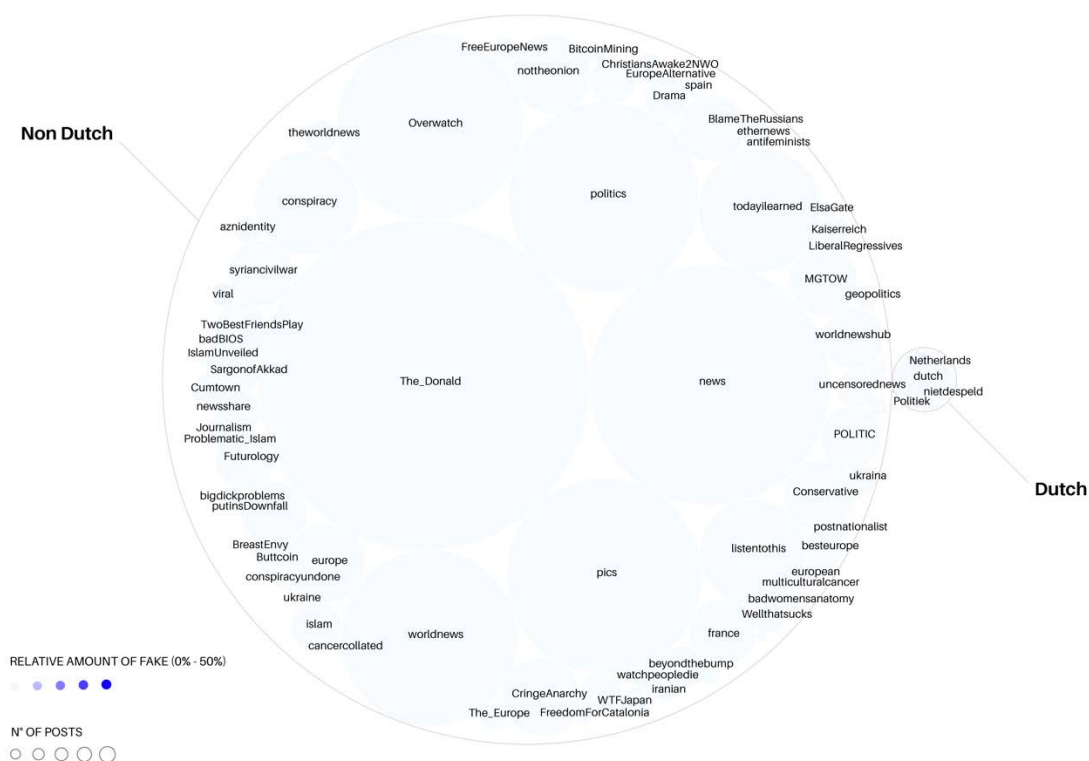 FreeEuropeNews
BitcoinMining
nottheonion
ChristiansAwake2NWO
EuropeAlternative
spain
Drama
Overwatch
BlameTheRussians
ethernews
antifeminists
theworldnews
Non Dutch
politics
conspiracy
todayilearned
ElsaGate
aznidentity
Kaiserreich
LiberalRegressives
syriancivilwar
MGTOW
viral
geopolitics
TwoBestFriendsPlay
badBIOS
worldnewshub
IslamUnveiled
SargonofAkkad
Netherlands
dutch
The_Donald
news
uncensorednews
nietdespeld
Cumtown
Politiek
newsshare
Journalism
Problematic_Islam
POLITIC
Futurology
ukraina
Dutch
bigdickproblems
Conservative
putinsDownfall
postnationalist
BreastEnvy
listentothis
besteurope
Buttcoin
europe
conspiracyundone
pics
european
multiculturalcancer
ukraine
badwomensanatomy
Wellthatsucks
islam
worldnews
france
cancercollated
RELATIVE AMOUNT OF FAKE (0% - 50%)
beyondthebump
watchpeopledie
iranian
CringeAnarchy
WTFJapan
The_Europe
FreedomForCatalonia
N° OF POSTS